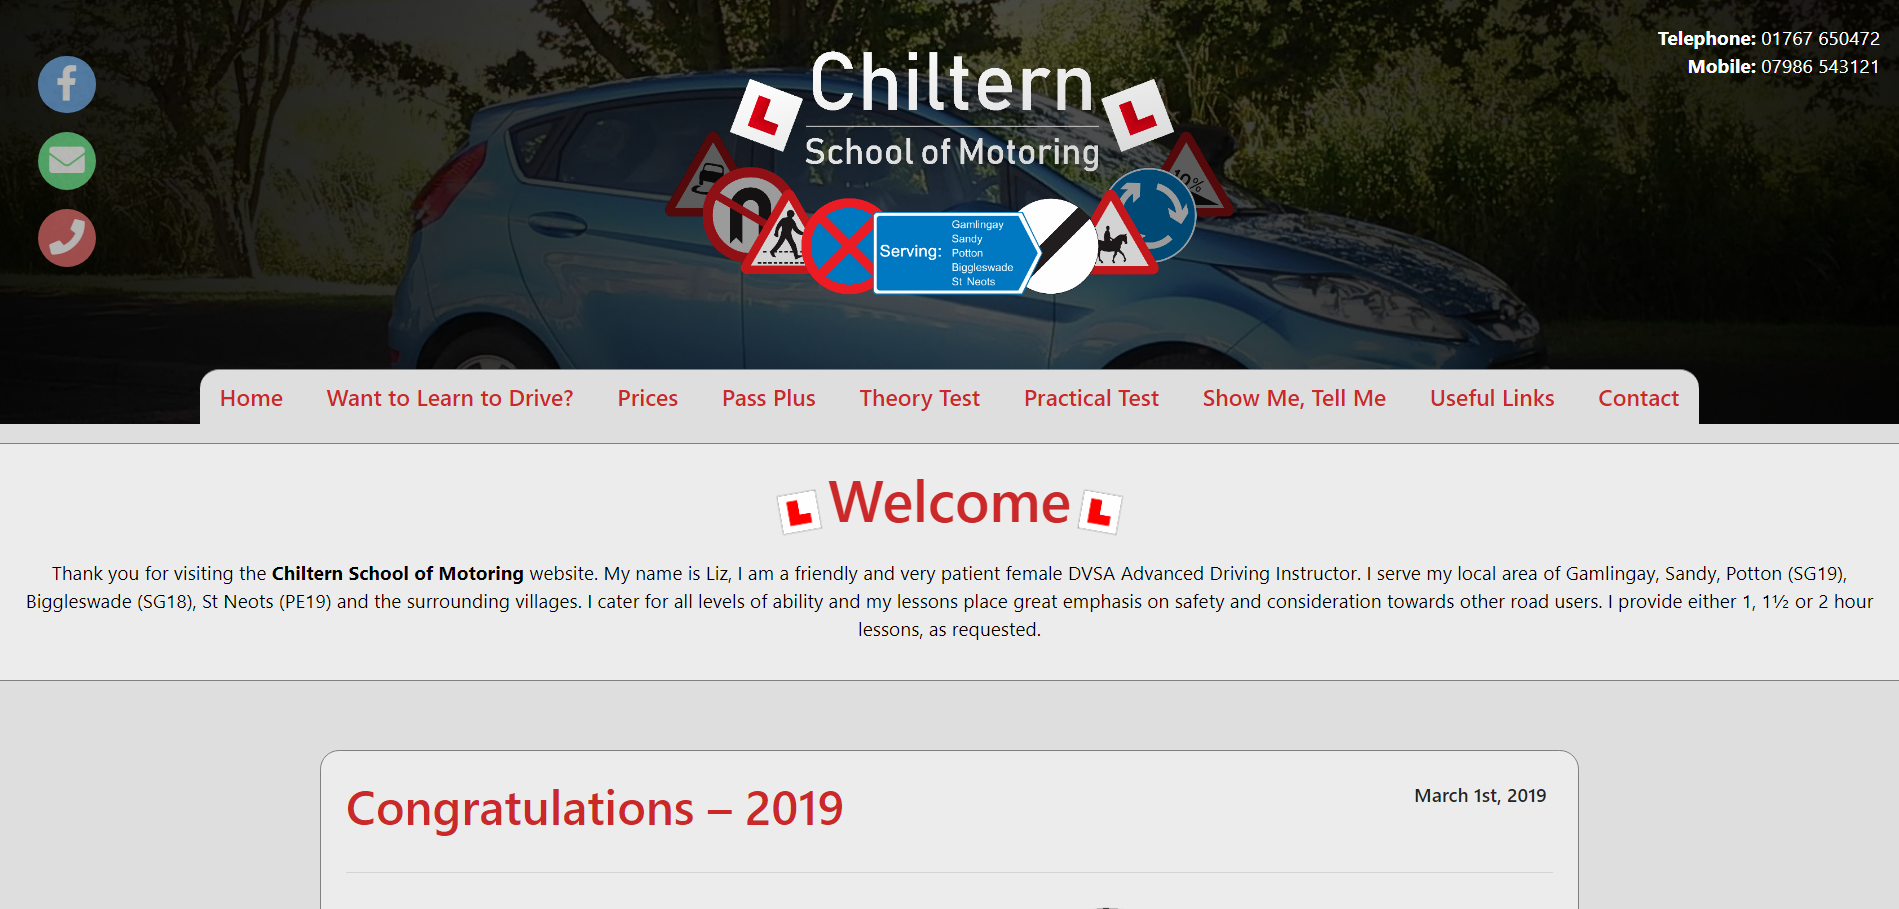 Telephone: 01767 650472
Mobile: 07986 543121
Chiltern
School of Motoring
L
L
10%
Serving:
Gamlingay
Sandy
Potton
Biggleswade
St Neots
Home Want to Learn to Drive? Prices Pass Plus Theory Test Practical Test Show Me, Tell Me Useful Links Contact
L Welcome L
Thank you for visiting the Chiltern School of Motoring website. My name is Liz, I am a friendly and very patient female DVSA Advanced Driving Instructor. I serve my local area of Gamlingay, Sandy, Potton (SG19),
Biggleswade (SG18), St Neots (PE19) and the surrounding villages. I cater for all levels of ability and my lessons place great emphasis on safety and consideration towards other road users. I provide either 1, 1½ or 2 hour
lessons, as requested.
Congratulations – 2019
March 1st, 2019